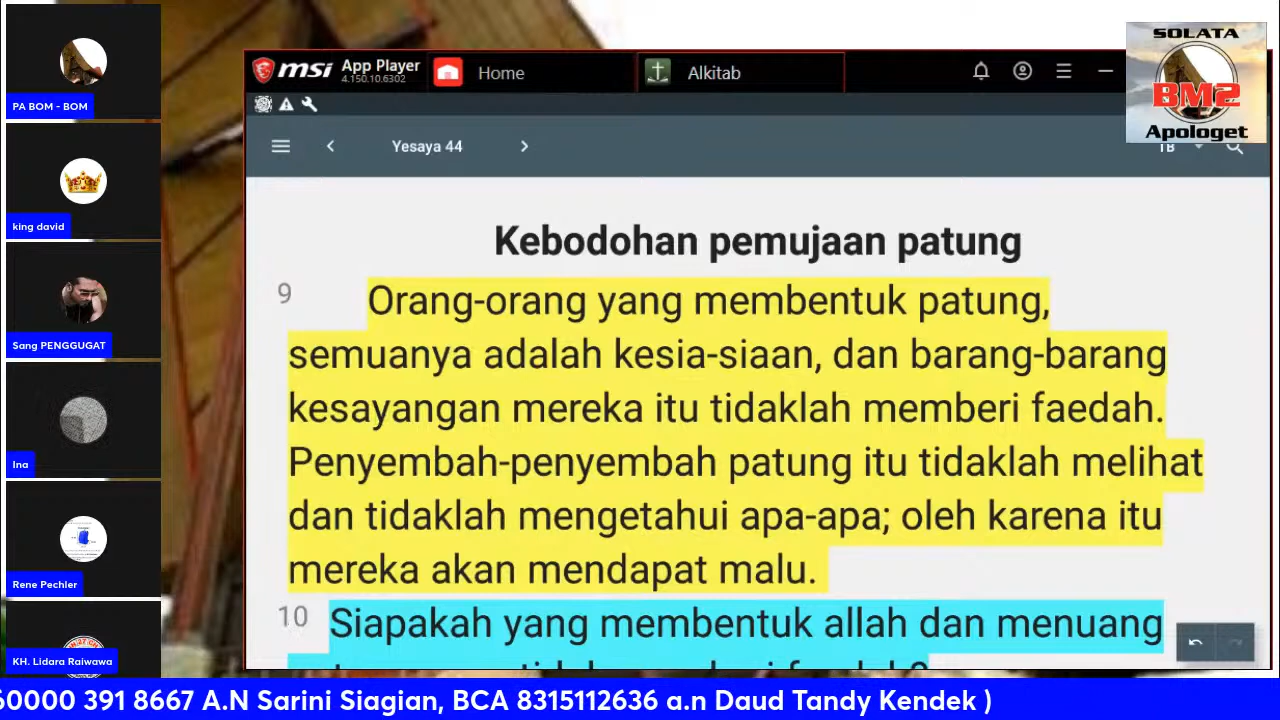 PA BOM - BOM
king david
Sang PENGGUGAT
Ina
Rene Pechler
KH. Lidara Raiwawa
msi App Player
4.150.10.6302
Home
Alkitab
SOLATA
BM2
Apologet
Yesaya 44
TB
Kebodohan pemujaan patung
9 Orang-orang yang membentuk patung,
semuanya adalah kesia-siaan, dan barang-barang
kesayangan mereka itu tidaklah memberi faedah.
Penyembah-penyembah patung itu tidaklah melihat
dan tidaklah mengetahui apa-apa; oleh karena itu
mereka akan mendapat malu.
10 Siapakah yang membentuk allah dan menuang
0000 391 8667 A.N Sarini Siagian, BCA 8315112636 a.n Daud Tandy Kendek )